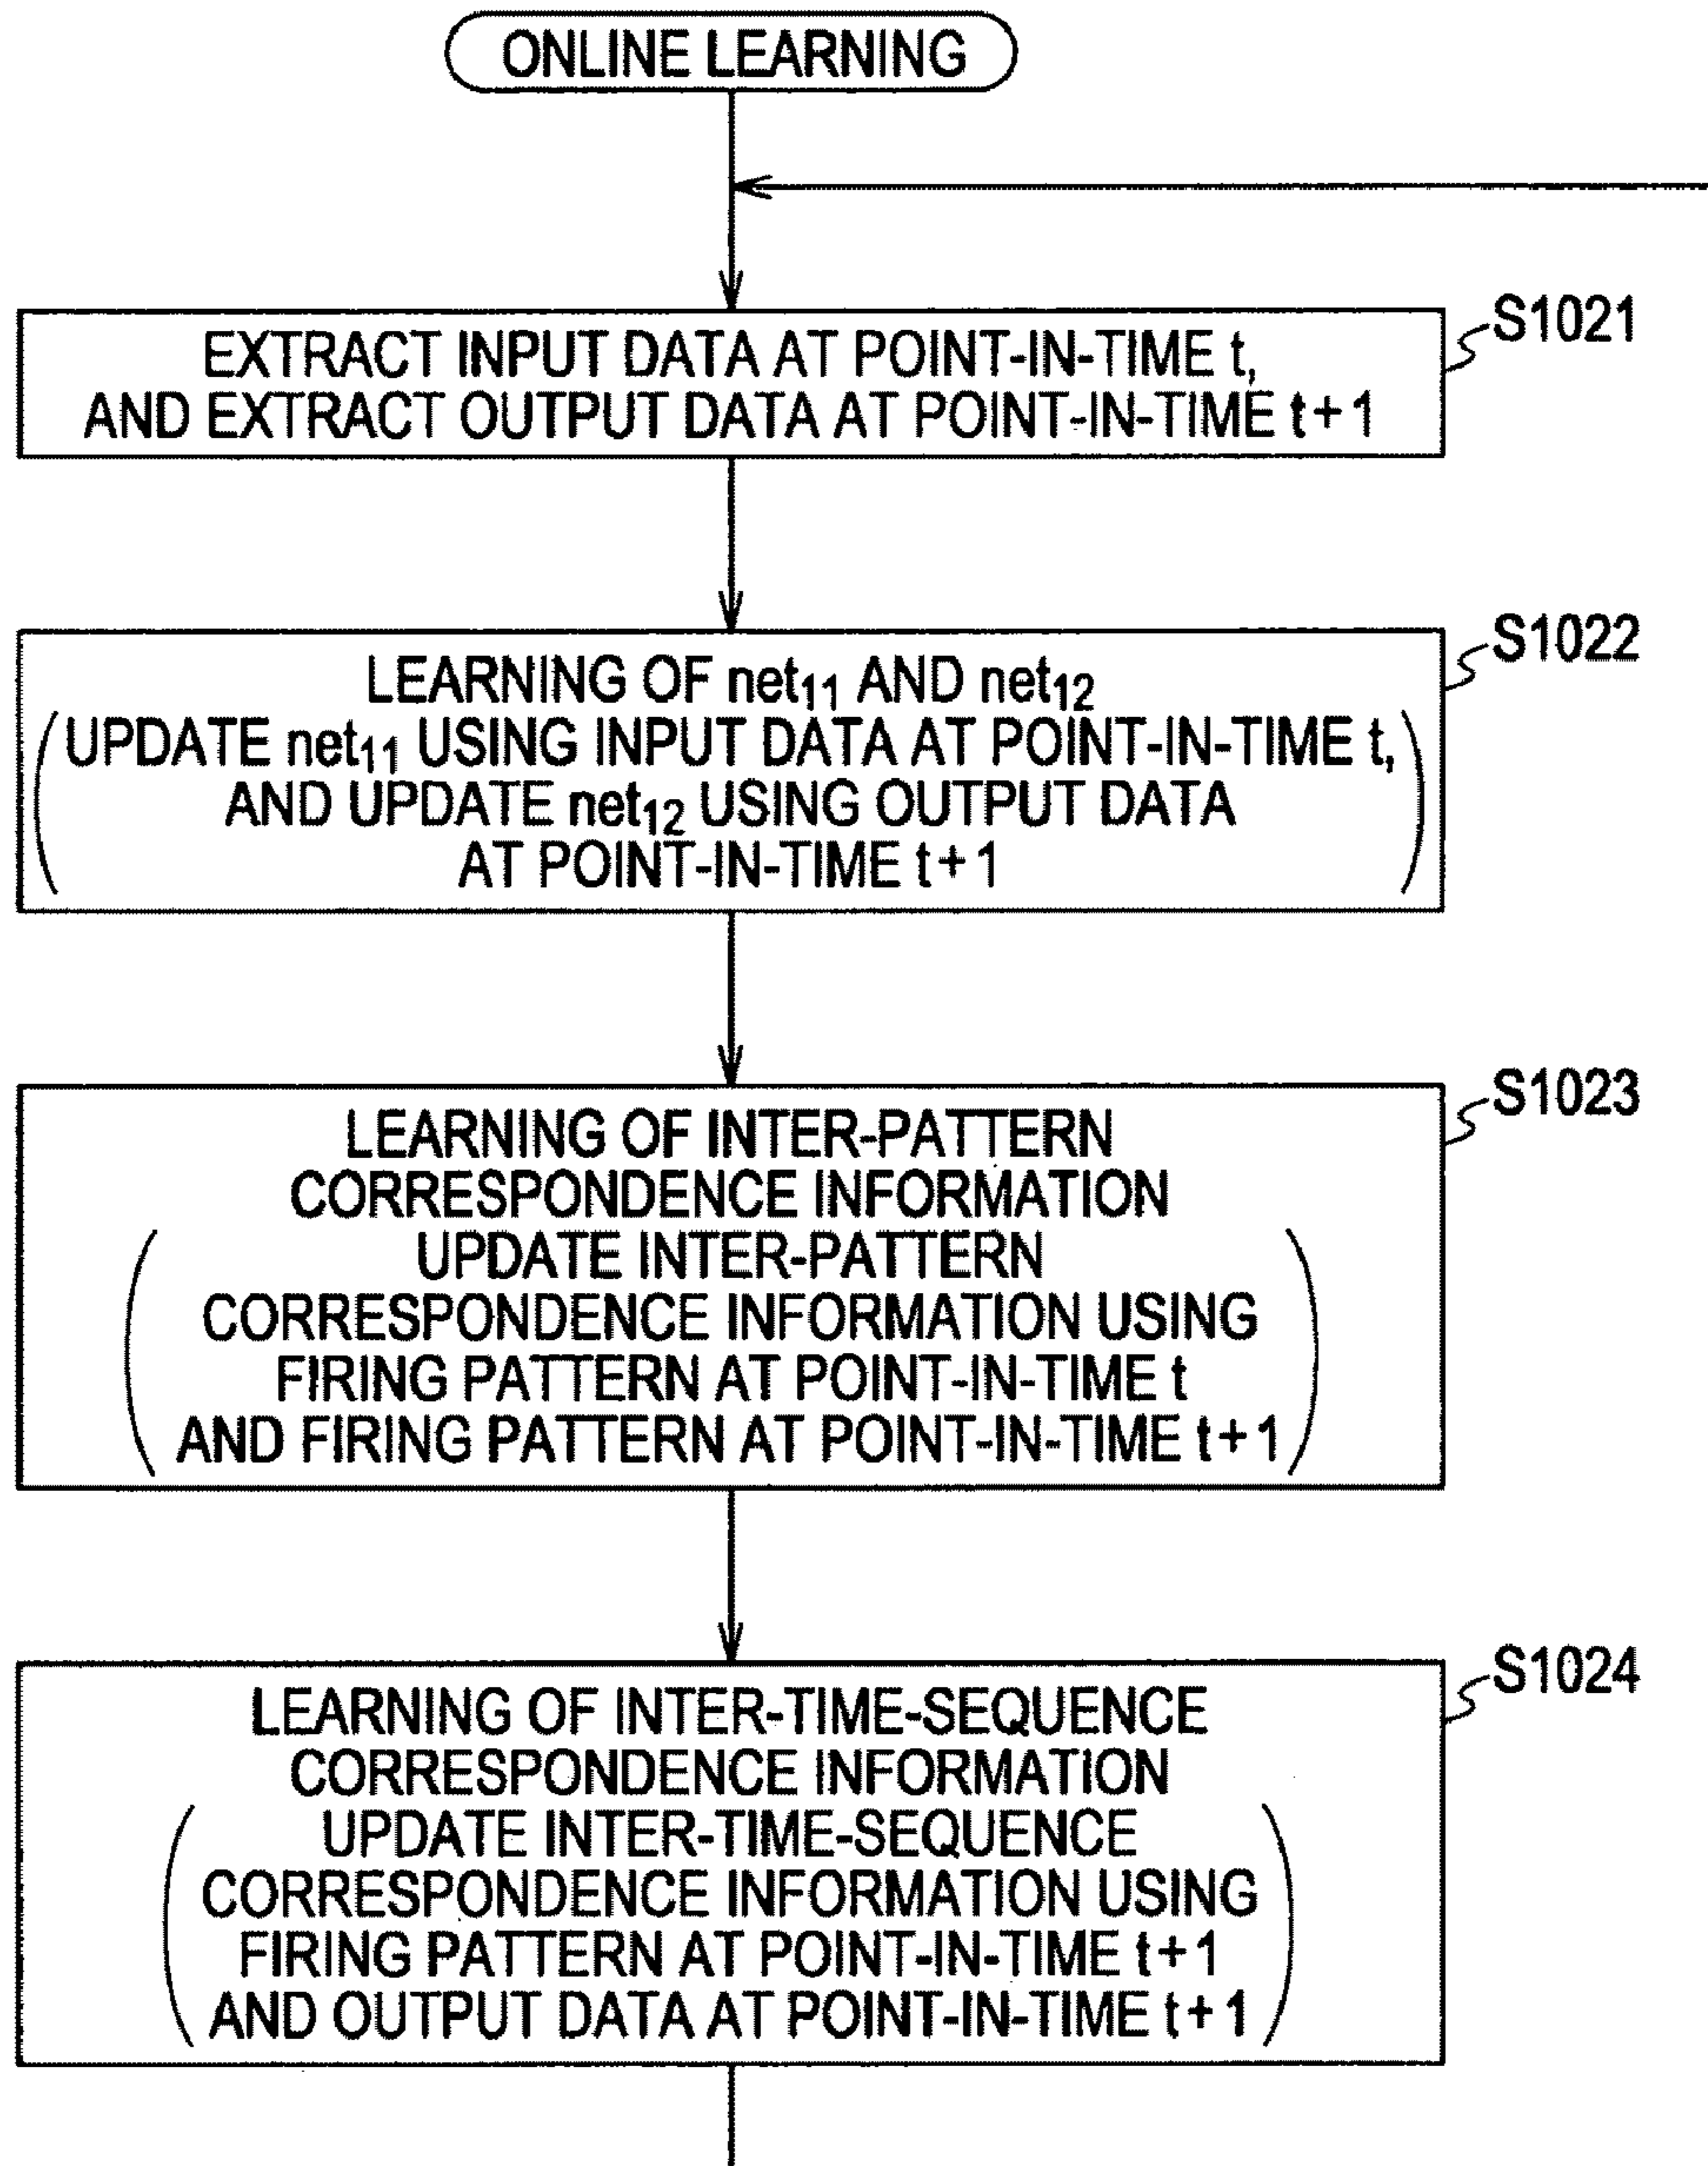 ONLINE LEARNING
EXTRACT INPUT DATA AT POINT-IN-TIME t,
AND EXTRACT OUTPUT DATA AT POINT-IN-TIME t+1
S1021
LEARNING OF net11 AND net12
UPDATE net11 USING INPUT DATA AT POINT-IN-TIME t,
AND UPDATE net12 USING OUTPUT DATA
AT POINT-IN-TIME t+1
S1022
LEARNING OF INTER-PATTERN
CORRESPONDENCE INFORMATION
UPDATE INTER-PATTERN
CORRESPONDENCE INFORMATION USING
FIRING PATTERN AT POINT-IN-TIME t
AND FIRING PATTERN AT POINT-IN-TIME t+1
S1023
LEARNING OF INTER-TIME-SEQUENCE
CORRESPONDENCE INFORMATION
UPDATE INTER-TIME-SEQUENCE
CORRESPONDENCE INFORMATION USING
FIRING PATTERN AT POINT-IN-TIME t+1
AND OUTPUT DATA AT POINT-IN-TIME t+1
S1024